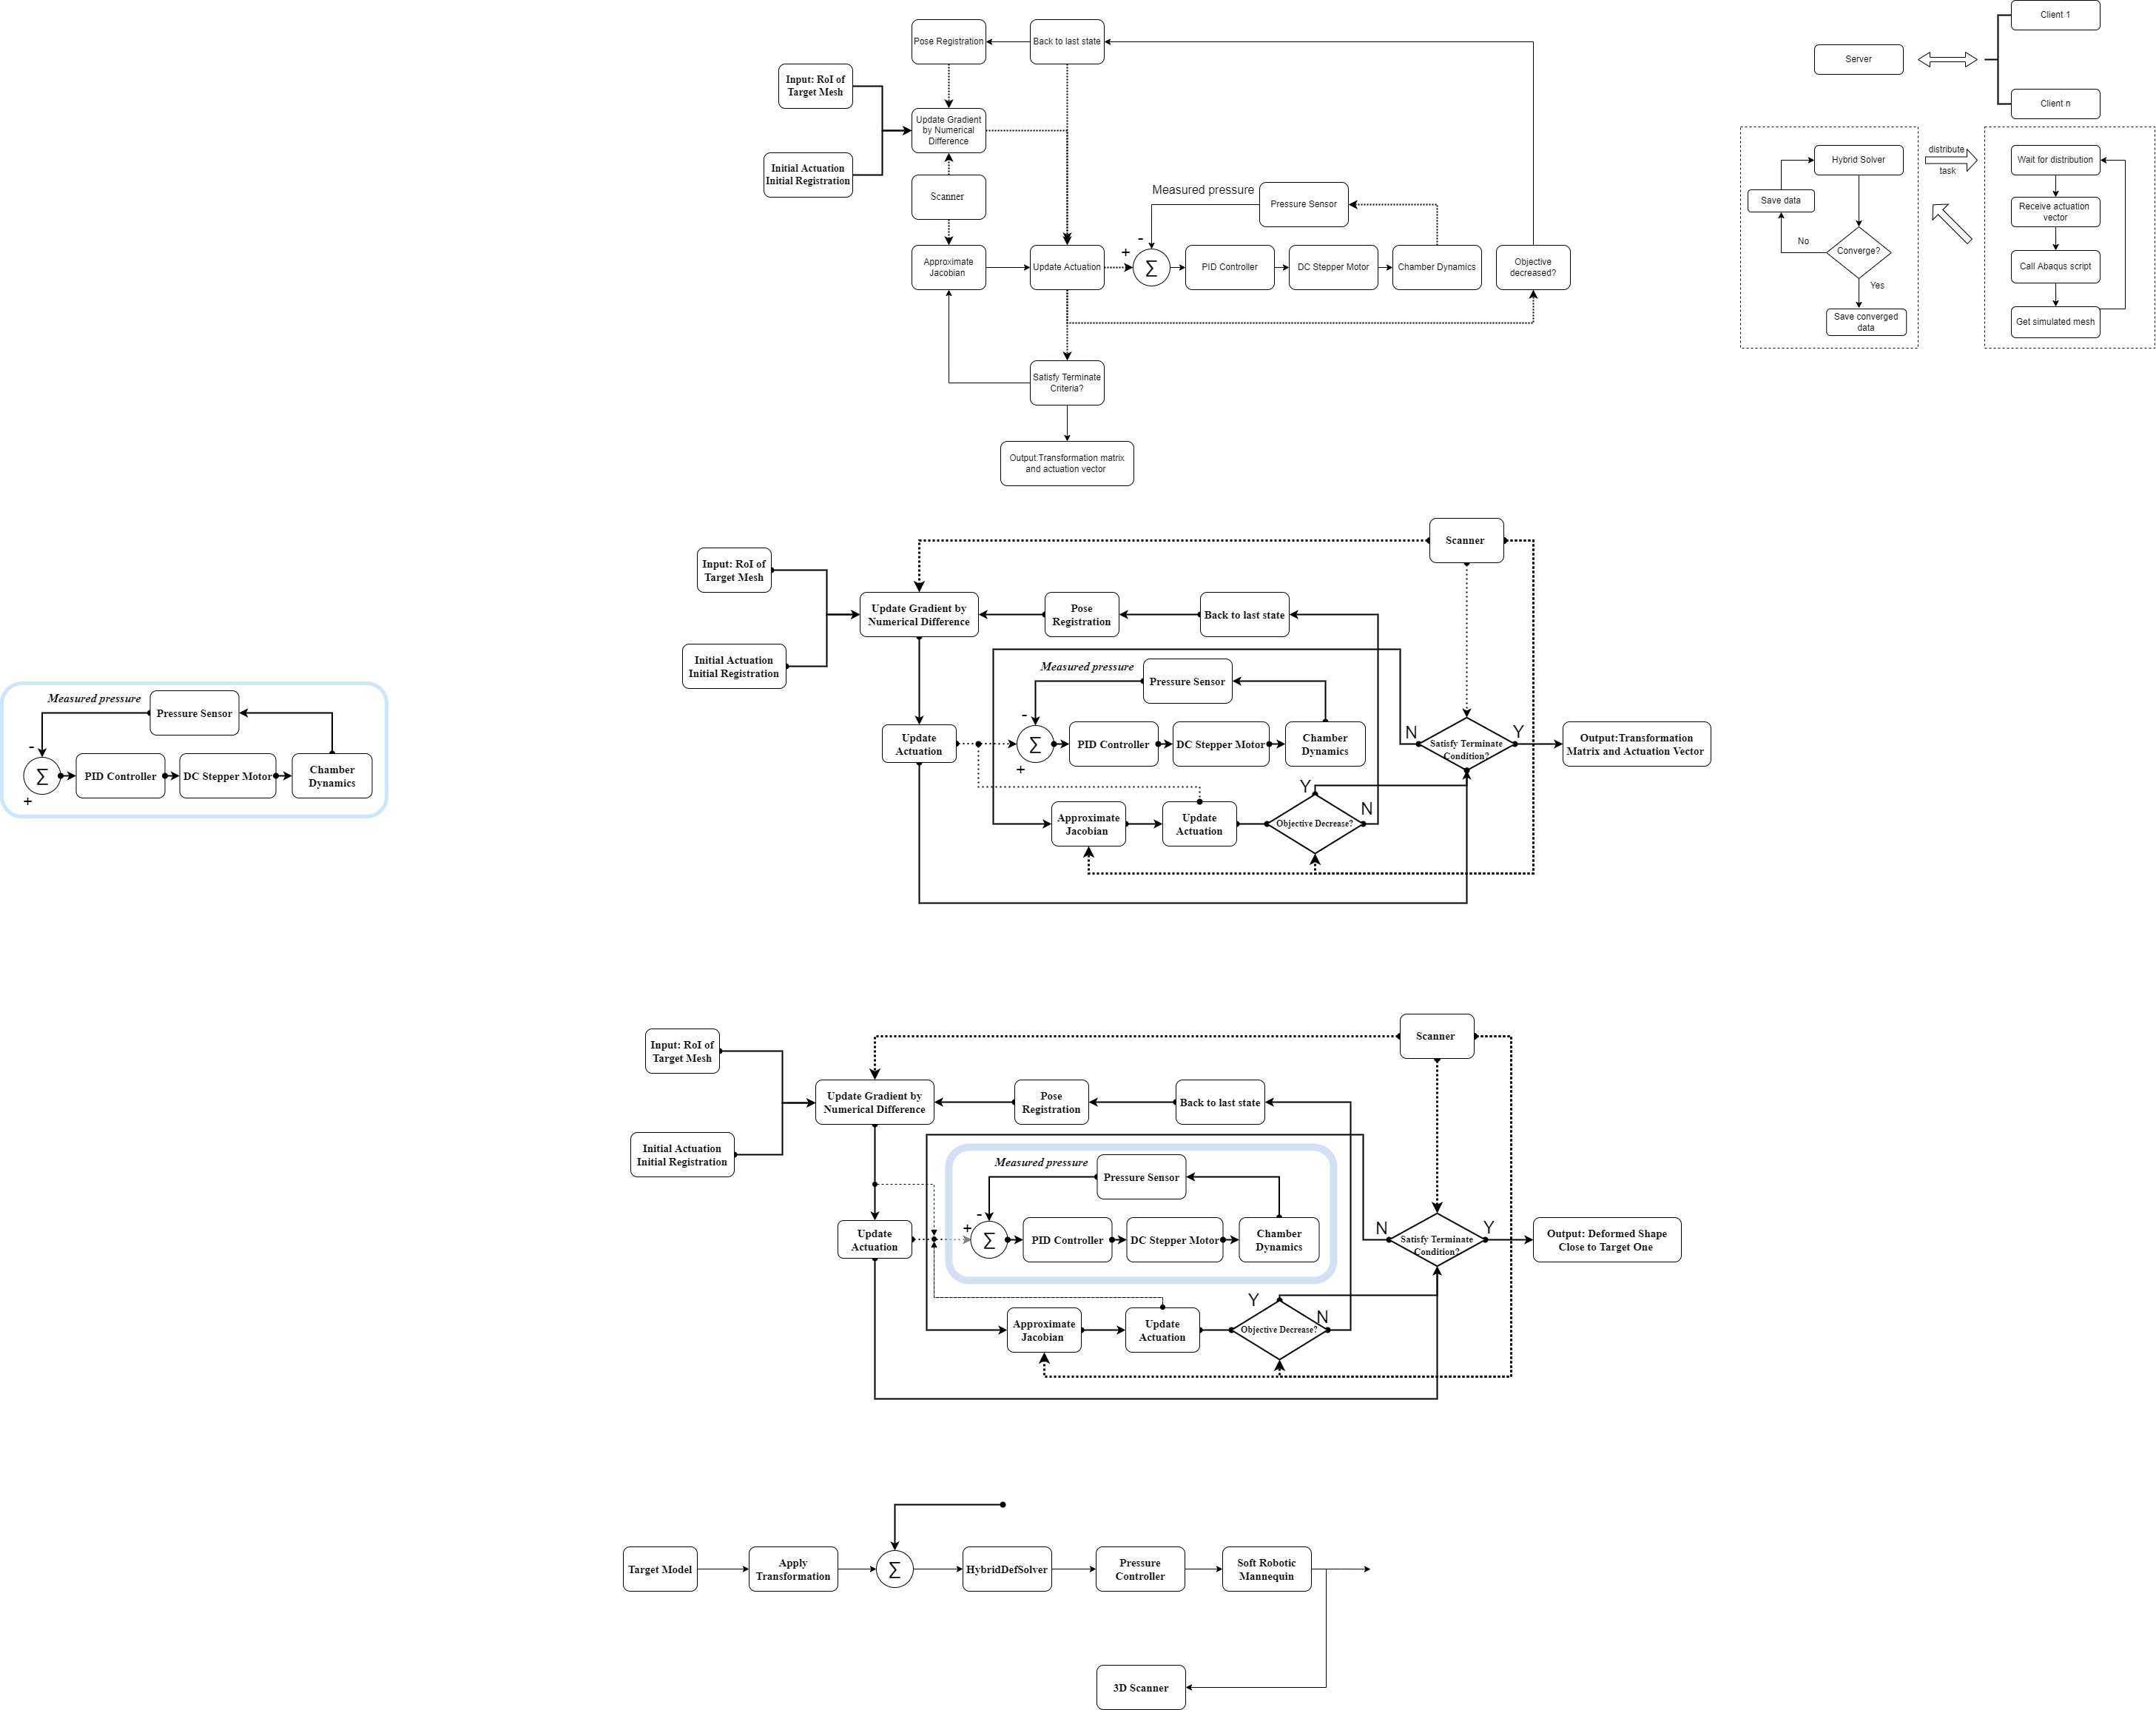 Pose Registration
Back to last state
Input: RoI of
Target Mesh
Update Gradient
by Numerical
Difference
Initial Actuation
Initial Registration
Scanner
Measured pressure
Pressure Sensor
-
+
Approximate
Jacobian
Update Actuation
∑
PID Controller
DC Stepper Motor
Chamber Dynamics
Objective
decreased?
Satisfy Terminate
Criteria?
Output:Transformation matrix
and actuation vector
Client 1
Server
Client n
Hybrid Solver
distribute
task
Wait for distribution
Save data
Receive actuation
vector
No
Converge?
Call Abaqus script
Yes
Save converged
data
Get simulated mesh
Measured pressure
Pressure Sensor
-
∑
PID Controller
DC Stepper Motor
Chamber
Dynamics
+
Scanner
Input: RoI of
Target Mesh
Update Gradient by
Numerical Difference
Pose
Registration
Back to last state
Initial Actuation
Initial Registration
Measured pressure
Pressure Sensor
-
Update
Actuation
∑
PID Controller
DC Stepper Motor
Chamber
Dynamics
+
N
Satisfy Terminate
Condition?
Y
Output:Transformation
Matrix and Actuation Vector
Y
N
Approximate
Jacobian
Update
Actuation
Objective Decrease?
Scanner
Input: RoI of
Target Mesh
Update Gradient by
Numerical Difference
Pose
Registration
Back to last state
Initial Actuation
Initial Registration
Measured pressure
Pressure Sensor
-
+
Update
Actuation
∑
PID Controller
DC Stepper Motor
Chamber
Dynamics
N
Satisfy Terminate
Condition?
Y
Output: Deformed Shape
Close to Target One
Y
N
Approximate
Jacobian
Update
Actuation
Objective Decrease?
Target Model
Apply
Transformation
∑
HybridDefSolver
Pressure
Controller
Soft Robotic
Mannequin
3D Scanner